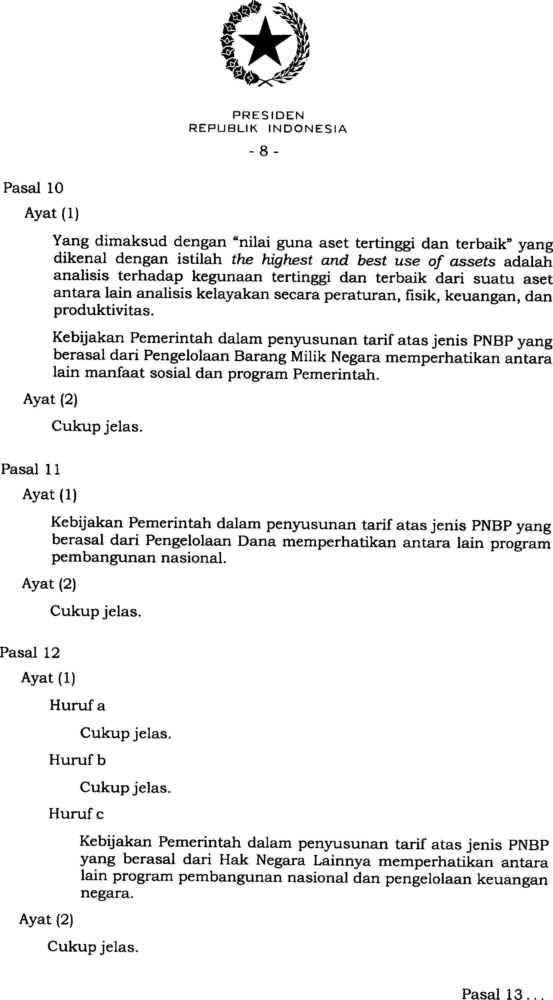 PRESIDEN
REPUBLIK INDONESIA
- 8 -
Pasal 10
Ayat (1)
Yang dimaksud dengan “nilai guna aset tertinggi dan terbaik” yang
dikenal dengan istilah the highest and best use of assets adalah
analisis terhadap kegunaan tertinggi dan terbaik dari suatu aset
antara lain analisis kelayakan secara peraturan, fisik, keuangan, dan
produktivitas.
Kebijakan Pemerintah dalam penyusunan tarif atas jenis PNBP yang
berasal dari Pengelolaan Barang Milik Negara memperhatikan antara
lain manfaat sosial dan program Pemerintah.
Ayat (2)
Cukup jelas.
Pasal 11
Ayat (1)
Kebijakan Pemerintah dalam penyusunan tarif atas jenis PNBP yang
berasal dari Pengelolaan Dana memperhatikan antara lain program
pembangunan nasional.
Ayat (2)
Cukup jelas.
Pasal 12
Ayat (1)
Huruf a
Cukup jelas.
Huruf b
Cukup jelas.
Huruf c
Kebijakan Pemerintah dalam penyusunan tarif atas jenis PNBP
yang berasal dari Hak Negara Lainnya memperhatikan antara
lain program pembangunan nasional dan pengelolaan keuangan
negara.
Ayat (2)
Cukup jelas.
Pasal 13 . . .